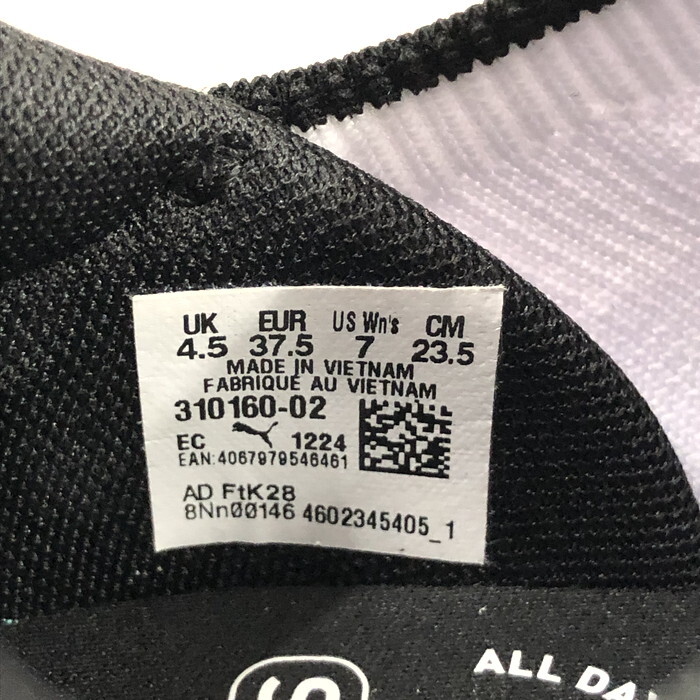 UK EUR US Wn's CM
4.5 37.5 7 23.5
MADE IN VIETNAM
FABRIQUÉ AU VIETNAM
310160-02
EC 1224
EAN:4067979546461
AD FtK28
8Nn00146 4602345405_1
S
ALL DA